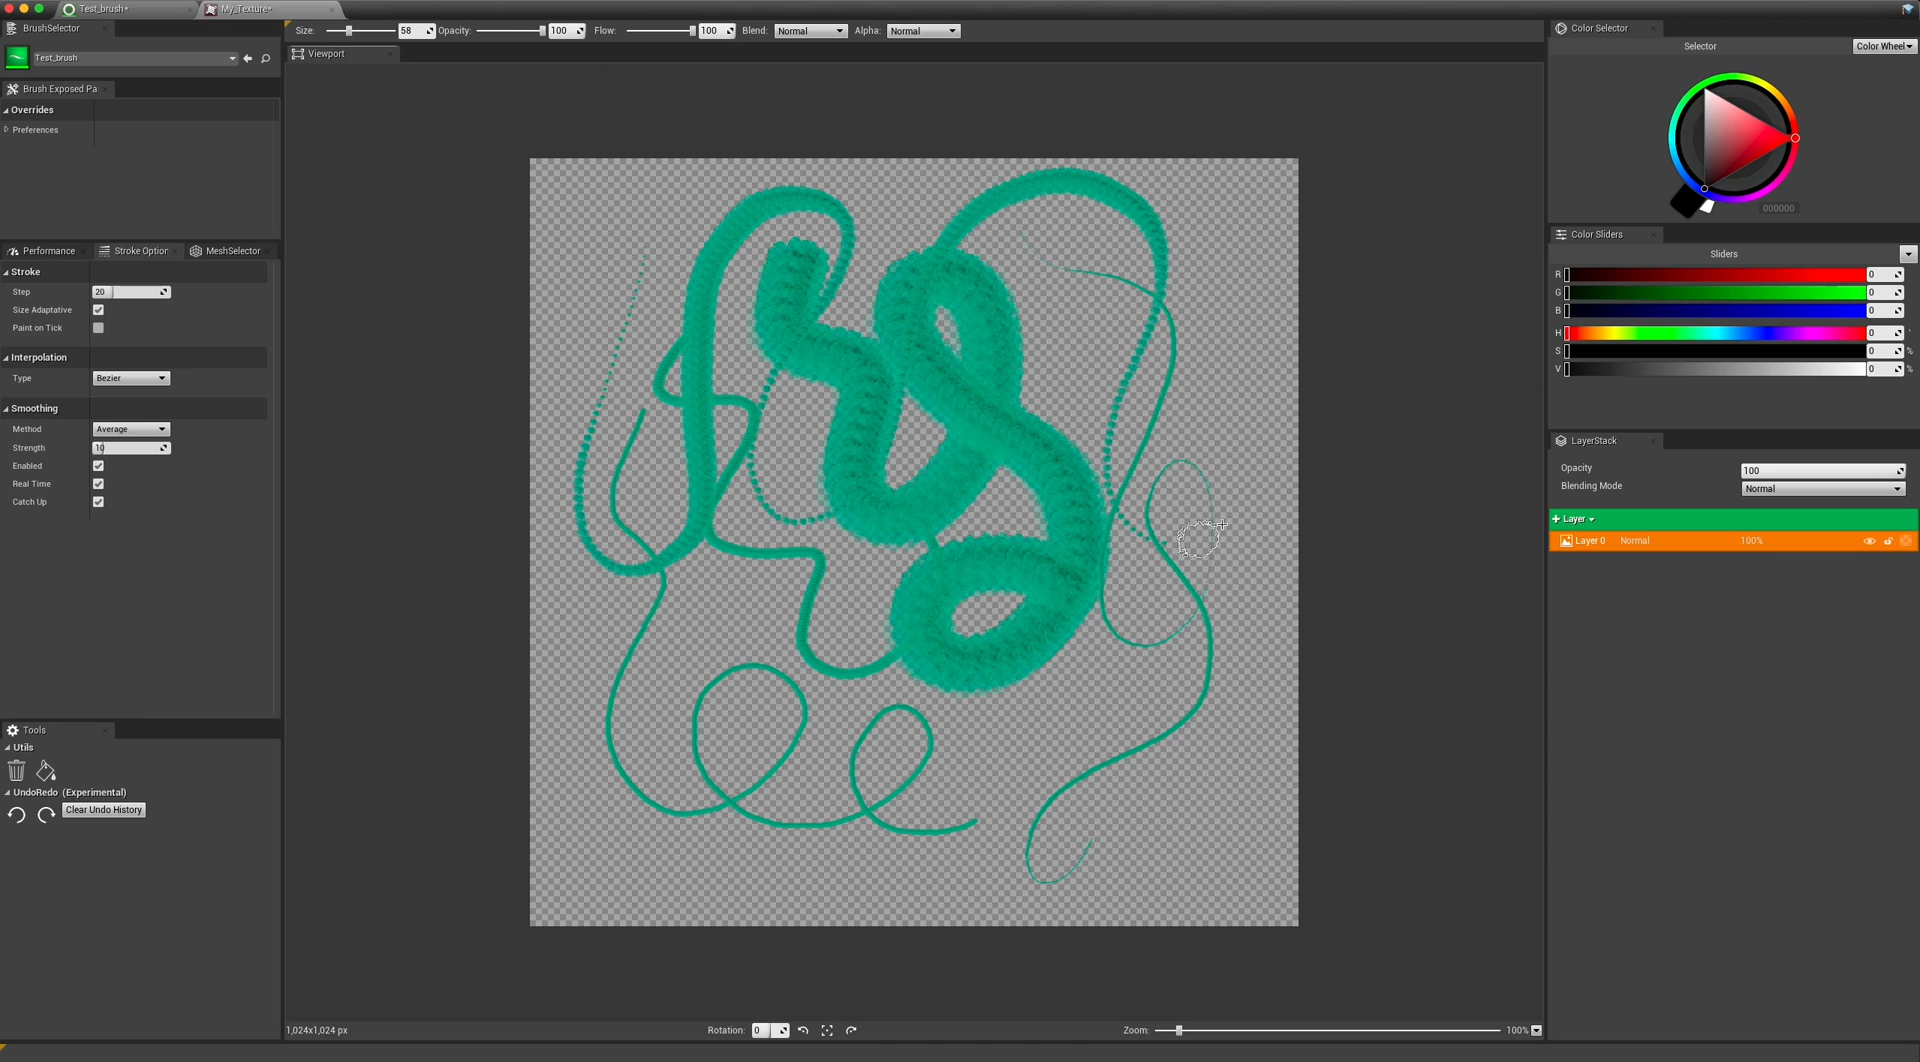 Test_brush*
My_Texture*
BrushSelector
Test_brush
Brush Exposed Pa
Overrides
Preferences
Performance
Stroke Option
MeshSelector
Stroke
Step 20
Size Adaptative
Paint on Tick
Interpolation
Type Bezier
Smoothing
Method Average
Strength 10
Enabled
Real Time
Catch Up
Tools
Utils
UndoRedo (Experimental)
Clear Undo History
Size: 58 Opacity: 100 Flow: 100 Blend: Normal Alpha: Normal
Viewport
1,024x1,024 px
Rotation: 0
Zoom: 100%
Color Selector
Selector
Color Wheel
000000
Color Sliders
Sliders
R 0
G 0
B 0
H 0 °
S 0 %
V 0 %
LayerStack
Opacity 100
Blending Mode Normal
+ Layer
Layer 0 Normal 100%